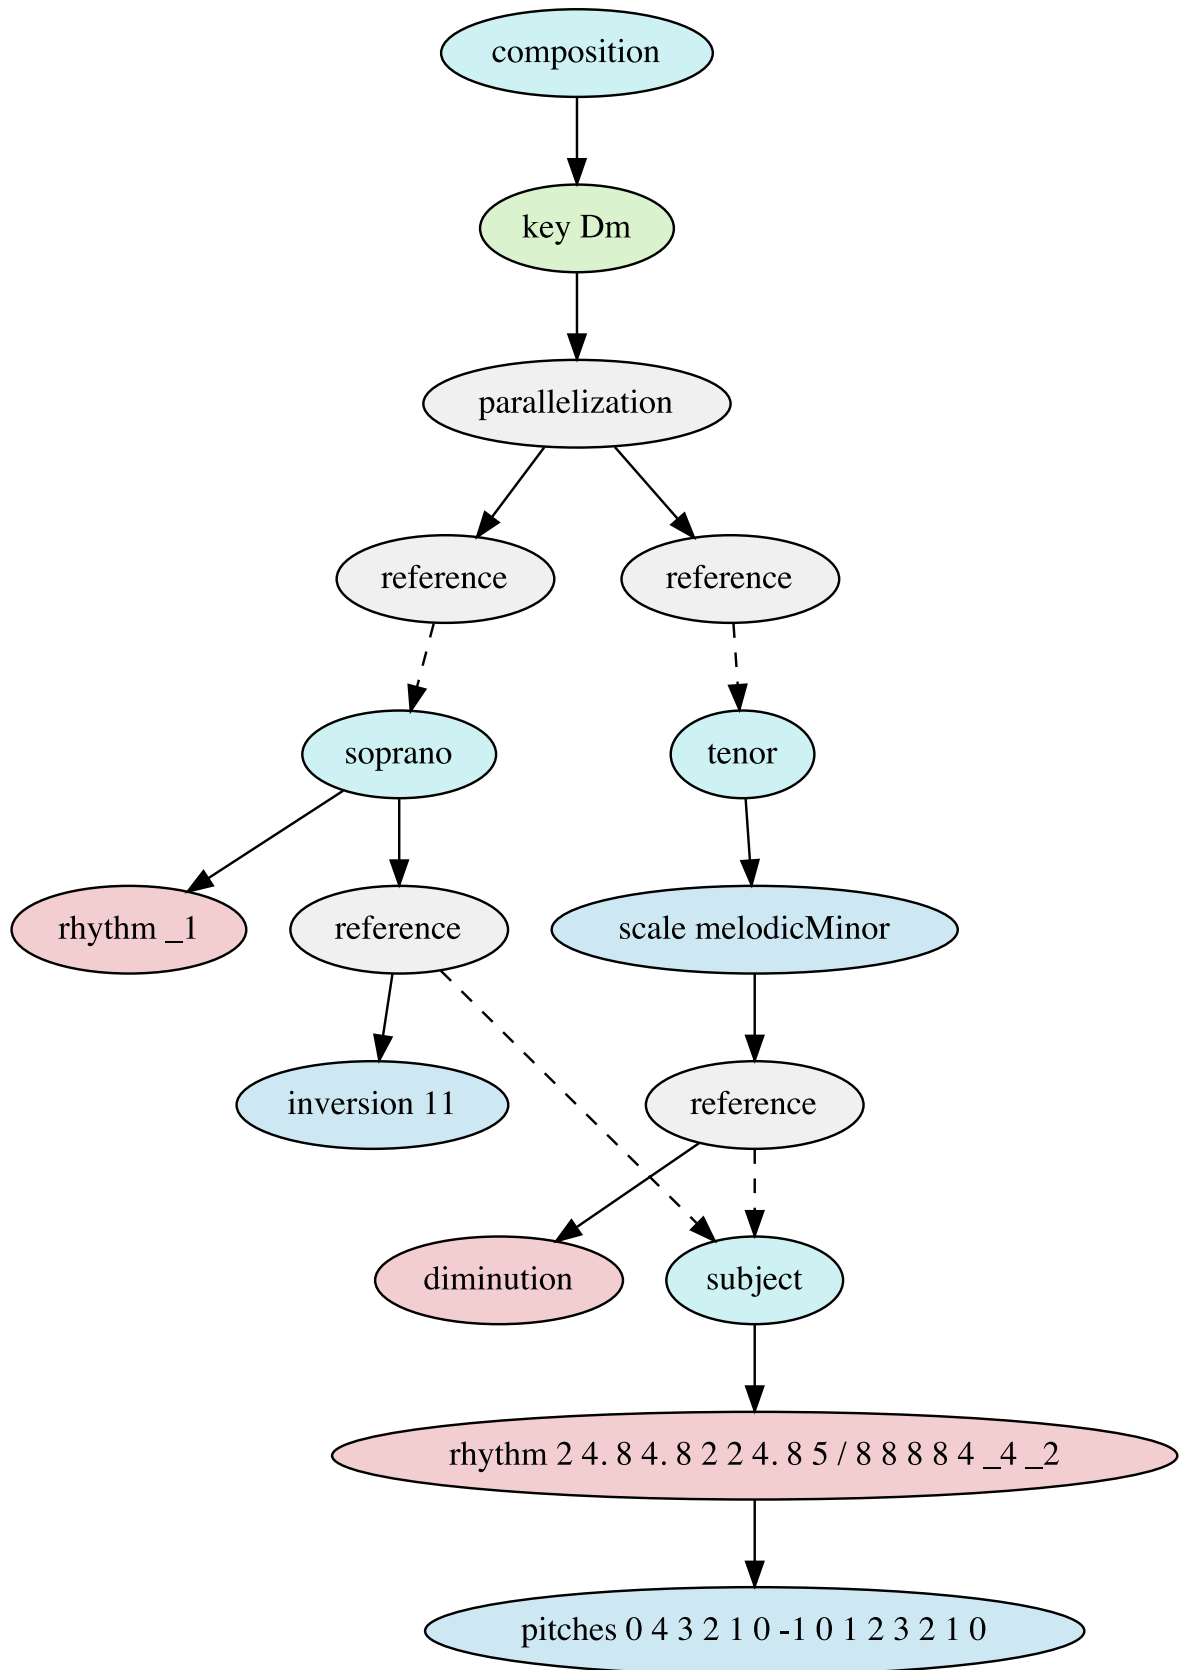 composition
key Dm
parallelization
reference
reference
soprano
tenor
rhythm _1
reference
scale melodicMinor
inversion 11
reference
diminution
subject
rhythm 2 4. 8 4. 8 2 2 4. 8 5 / 8 8 8 8 4 _4 _2
pitches 0 4 3 2 1 0 -1 0 1 2 3 2 1 0